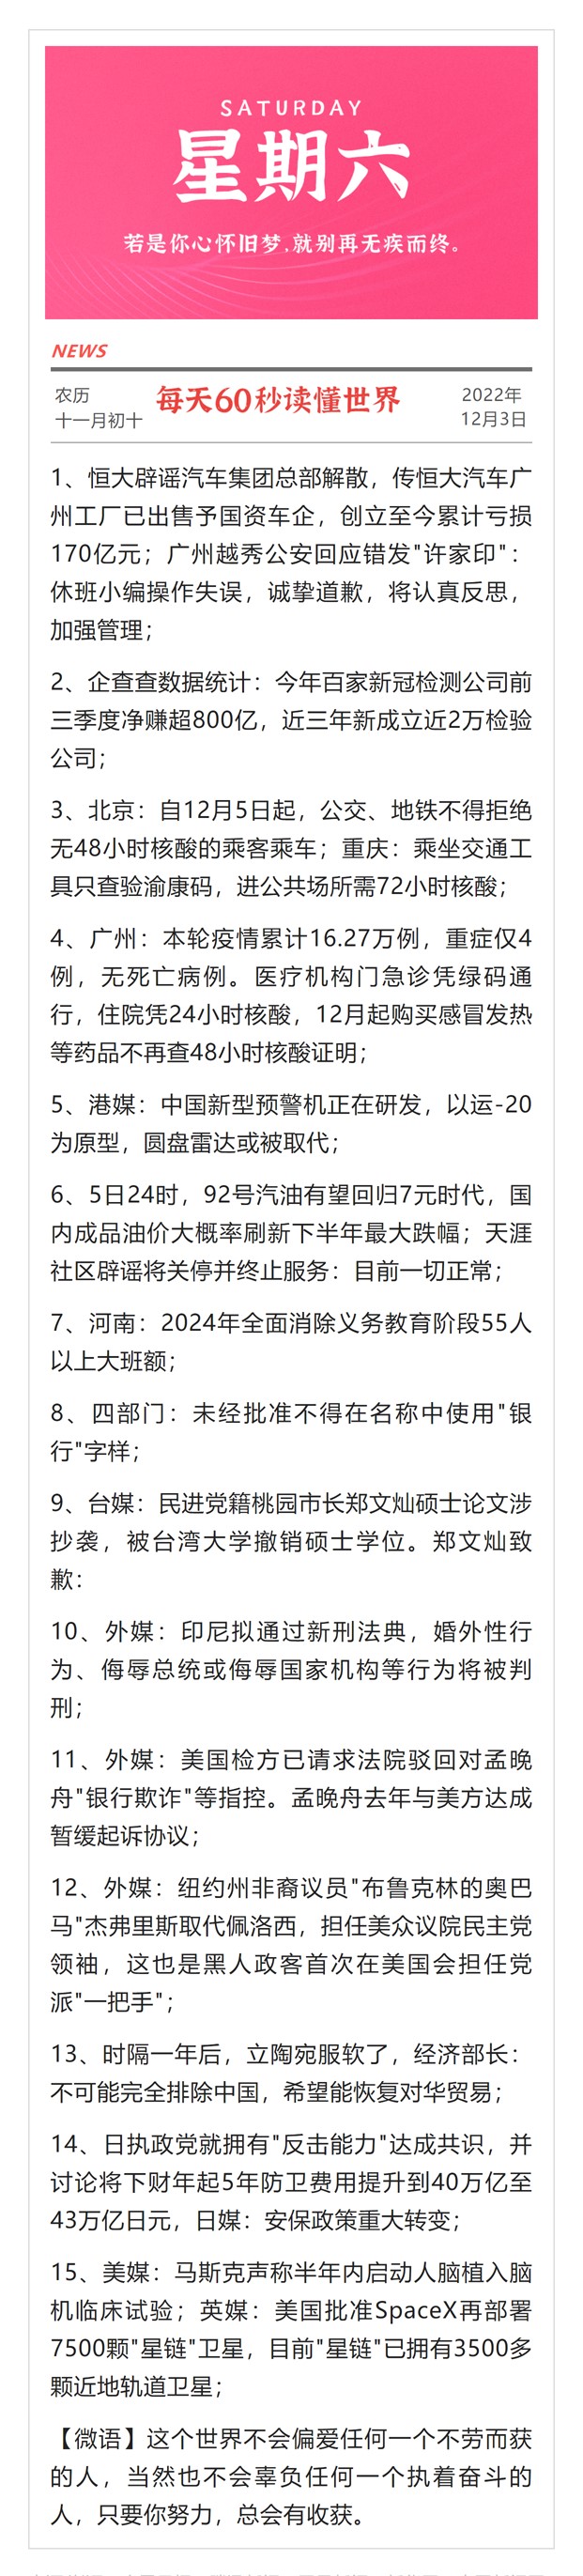 SATURDAY
星期六
若是你心怀旧梦,就别再无疾而终。
NEWS
农历
十一月初十
每天60秒读懂世界
2022年
12月3日
1、恒大辟谣汽车集团总部解散，传恒大汽车广
州工厂已出售予国资车企，创立至今累计亏损
170亿元；广州越秀公安回应错发"许家印"：
休班小编操作失误，诚挚道歉，将认真反思，
加强管理；
2、企查查数据统计：今年百家新冠检测公司前
三季度净赚超800亿，近三年新成立近2万检验
公司；
3、北京：自12月5日起，公交、地铁不得拒绝
无48小时核酸的乘客乘车；重庆：乘坐交通工
具只查验渝康码，进公共场所需72小时核酸；
4、广州：本轮疫情累计16.27万例，重症仅4
例，无死亡病例。医疗机构门急诊凭绿码通
行，住院凭24小时核酸，12月起购买感冒发热
等药品不再查48小时核酸证明；
5、港媒：中国新型预警机正在研发，以运-20
为原型，圆盘雷达或被取代；
6、5日24时，92号汽油有望回归7元时代，国
内成品油价大概率刷新下半年最大跌幅；天涯
社区辟谣将关停并终止服务：目前一切正常；
7、河南：2024年全面消除义务教育阶段55人
以上大班额；
8、四部门：未经批准不得在名称中使用"银
行"字样；
9、台媒：民进党籍桃园市长郑文灿硕士论文涉
抄袭，被台湾大学撤销硕士学位。郑文灿致
歉：
10、外媒：印尼拟通过新刑法典，婚外性行
为、侮辱总统或侮辱国家机构等行为将被判
刑；
11、外媒：美国检方已请求法院驳回对孟晚
舟"银行欺诈"等指控。孟晚舟去年与美方达成
暂缓起诉协议；
12、外媒：纽约州非裔议员"布鲁克林的奥巴
马"杰弗里斯取代佩洛西，担任美众议院民主党
领袖，这也是黑人政客首次在美国会担任党
派"一把手"；
13、时隔一年后，立陶宛服软了，经济部长：
不可能完全排除中国，希望能恢复对华贸易；
14、日执政党就拥有"反击能力"达成共识，并
讨论将下财年起5年防卫费用提升到40万亿至
43万亿日元，日媒：安保政策重大转变；
15、美媒：马斯克声称半年内启动人脑植入脑
机临床试验；英媒：美国批准SpaceX再部署
7500颗"星链"卫星，目前"星链"已拥有3500多
颗近地轨道卫星；
【微语】这个世界不会偏爱任何一个不劳而获
的人，当然也不会辜负任何一个执着奋斗的
人，只要你努力，总会有收获。